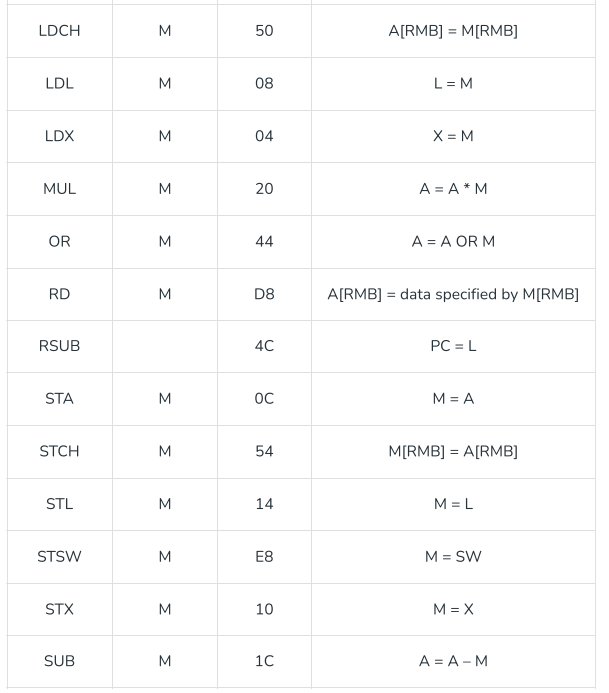 LDCH M 50 A[RMB] = M[RMB]
LDL M 08 L = M
LDX M 04 X = M
MUL M 20 A = A * M
OR M 44 A = A OR M
RD M D8 A[RMB] = data specified by M[RMB]
RSUB 4C PC = L
STA M 0C M = A
STCH M 54 M[RMB] = A[RMB]
STL M 14 M = L
STSW M E8 M = SW
STX M 10 M = X
SUB M 1C A = A – M